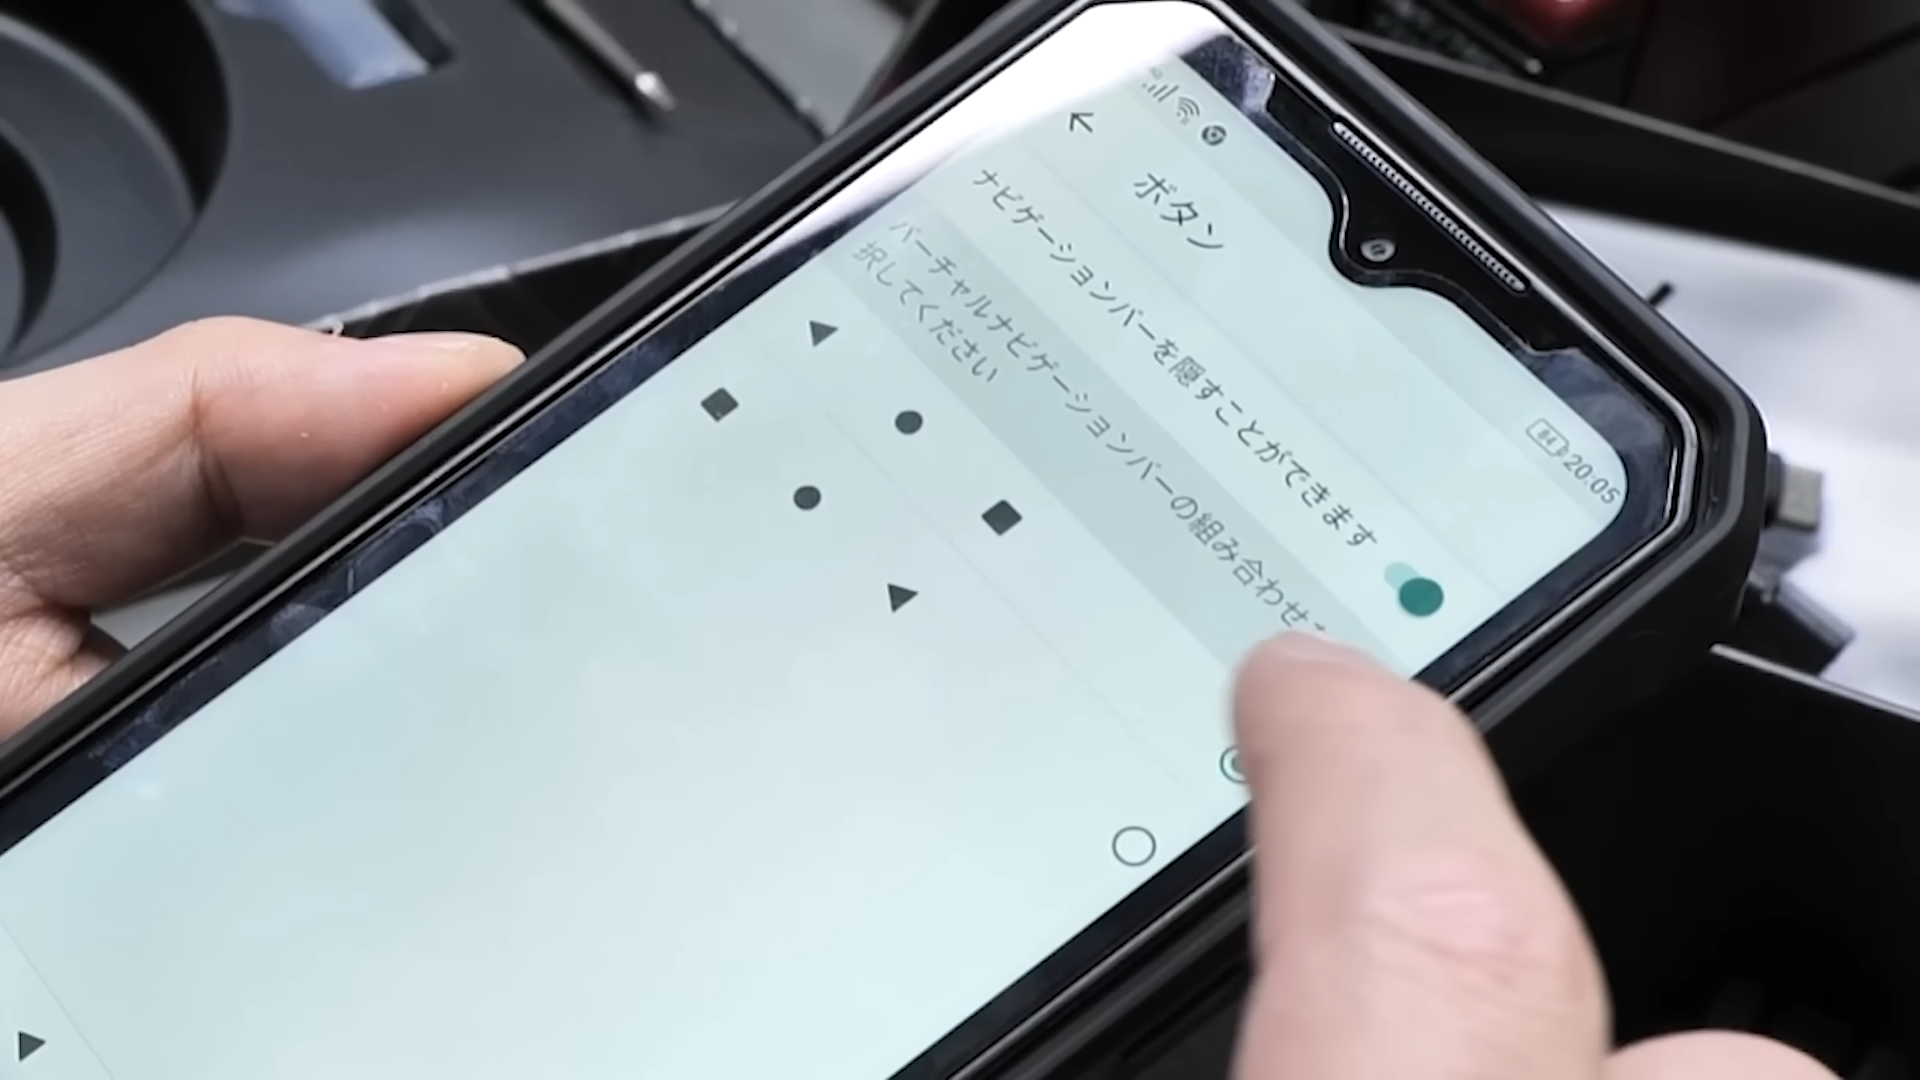 84 20:05
ボタン
ナビゲーションバーを隠すことができます
バーチャルナビゲーションバーの組み合わせ
択してください